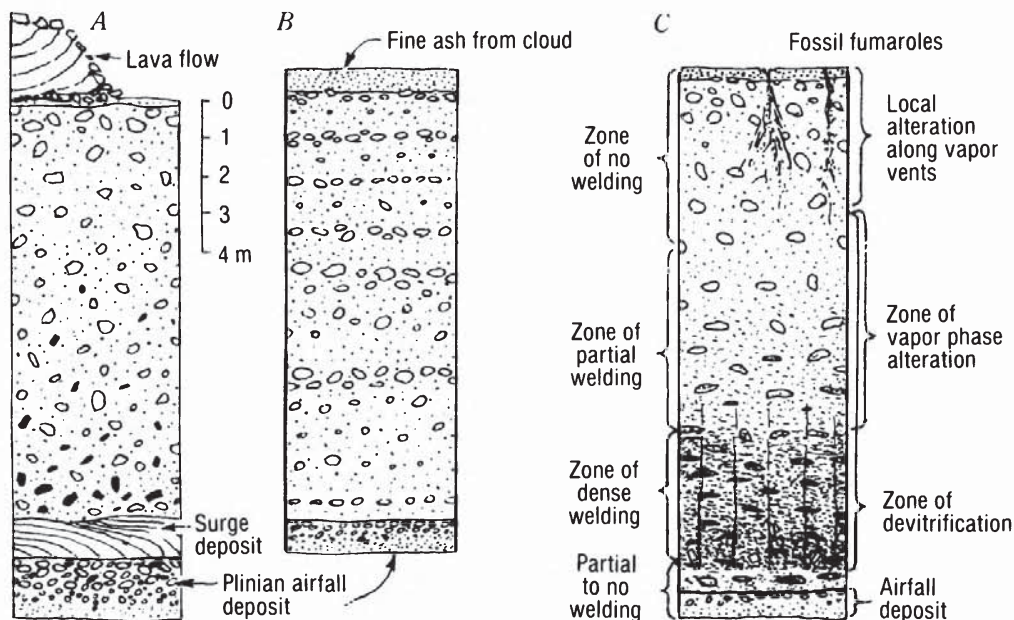 A
Lava flow
0
1
2
3
4 m
Surge
deposit
Plinian airfall
deposit
B
Fine ash from cloud
C
Fossil fumaroles
Zone
of no
welding
Zone of
partial
welding
Zone of
dense
welding
Partial
to no
welding
Local
alteration
along vapor
vents
Zone of
vapor phase
alteration
Zone of
devitrification
Airfall
deposit